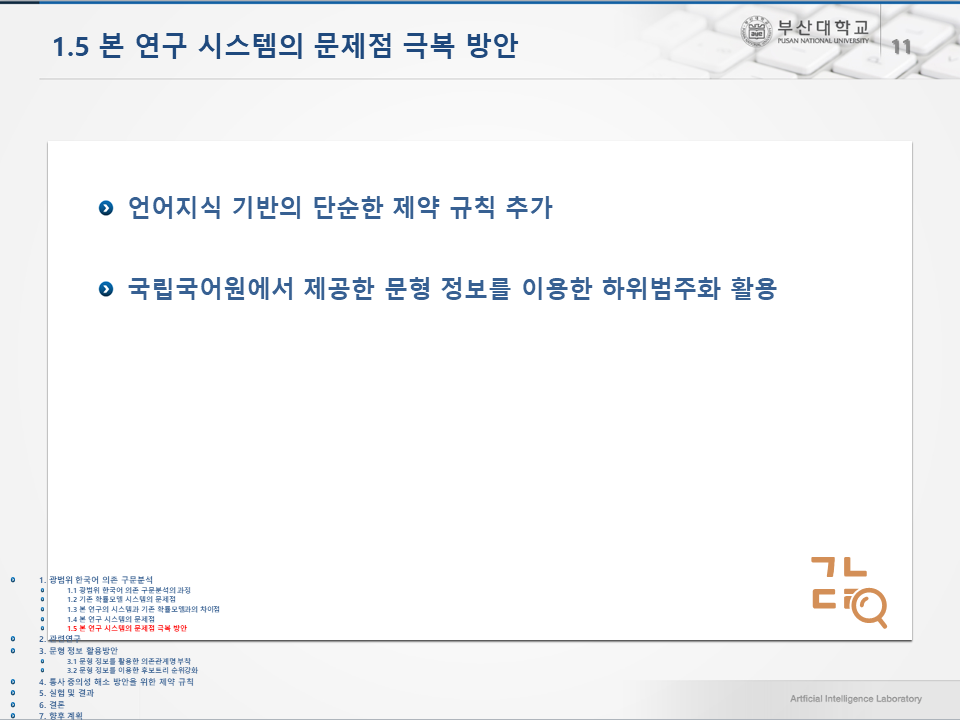 1.5 본 연구 시스템의 문제점 극복 방안
부산대학교
PUSAN NATIONAL UNIVERSITY
11
언어지식 기반의 단순한 제약 규칙 추가
국립국어원에서 제공한 문형 정보를 이용한 하위범주화 활용
ㄱㄴ
ㄷ
1. 광범위 한국어 의존 구문분석
1.1 광범위 한국어 의존 구문분석의 과정
1.2 기존 확률모델 시스템의 문제점
1.3 본 연구의 시스템과 기존 확률모델과의 차이점
1.4 본 연구 시스템의 문제점
1.5 본 연구 시스템의 문제점 극복 방안
2. 관련연구
3. 문형 정보 활용방안
3.1 문형 정보를 활용한 의존관계명 부착
3.2 문형 정보를 이용한 후보트리 순위강화
4. 통사 중의성 해소 방안을 위한 제약 규칙
5. 실험 및 결과
6. 결론
7. 향후 계획
Artficial Intelligence Laboratory